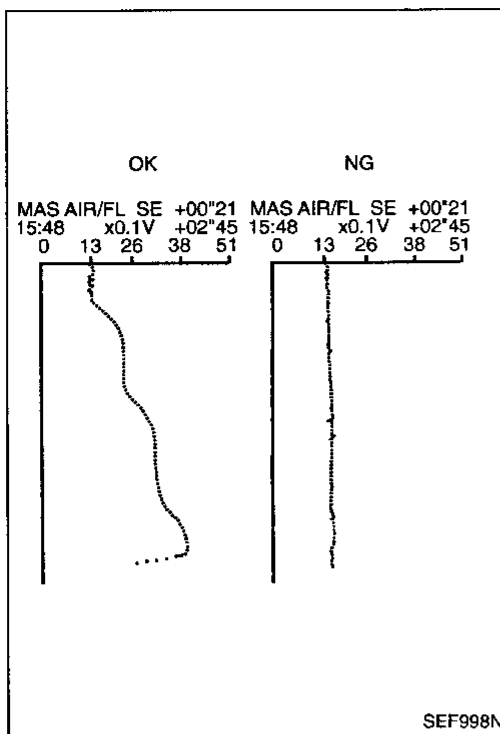 OK NG
MAS AIR/FL SE +00"21 MAS AIR/FL SE +00"21
15:48 x0.1V +02"45 15:48 x0.1V +02"45
0 13 26 38 51 0 13 26 38 51
SEF998N